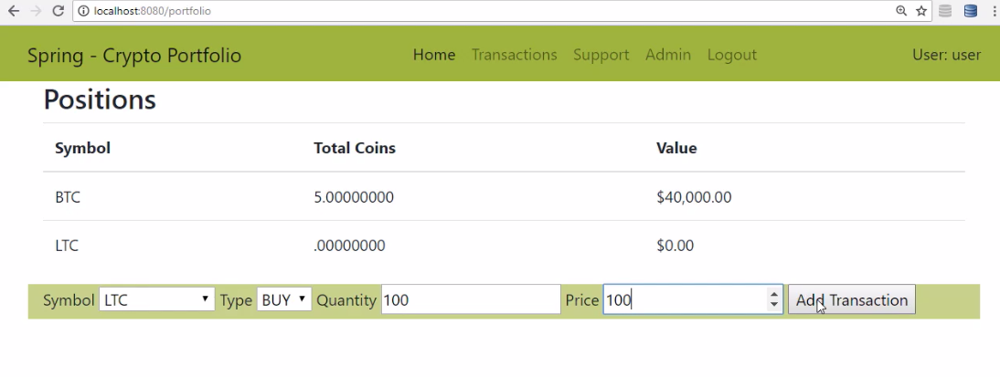 localhost:8080/portfolio
Spring - Crypto Portfolio Home Transactions Support Admin Logout User: user
Positions
Symbol Total Coins Value
BTC 5.00000000 $40,000.00
LTC .00000000 $0.00
Symbol LTC Type BUY Quantity 100 Price 100 Add Transaction